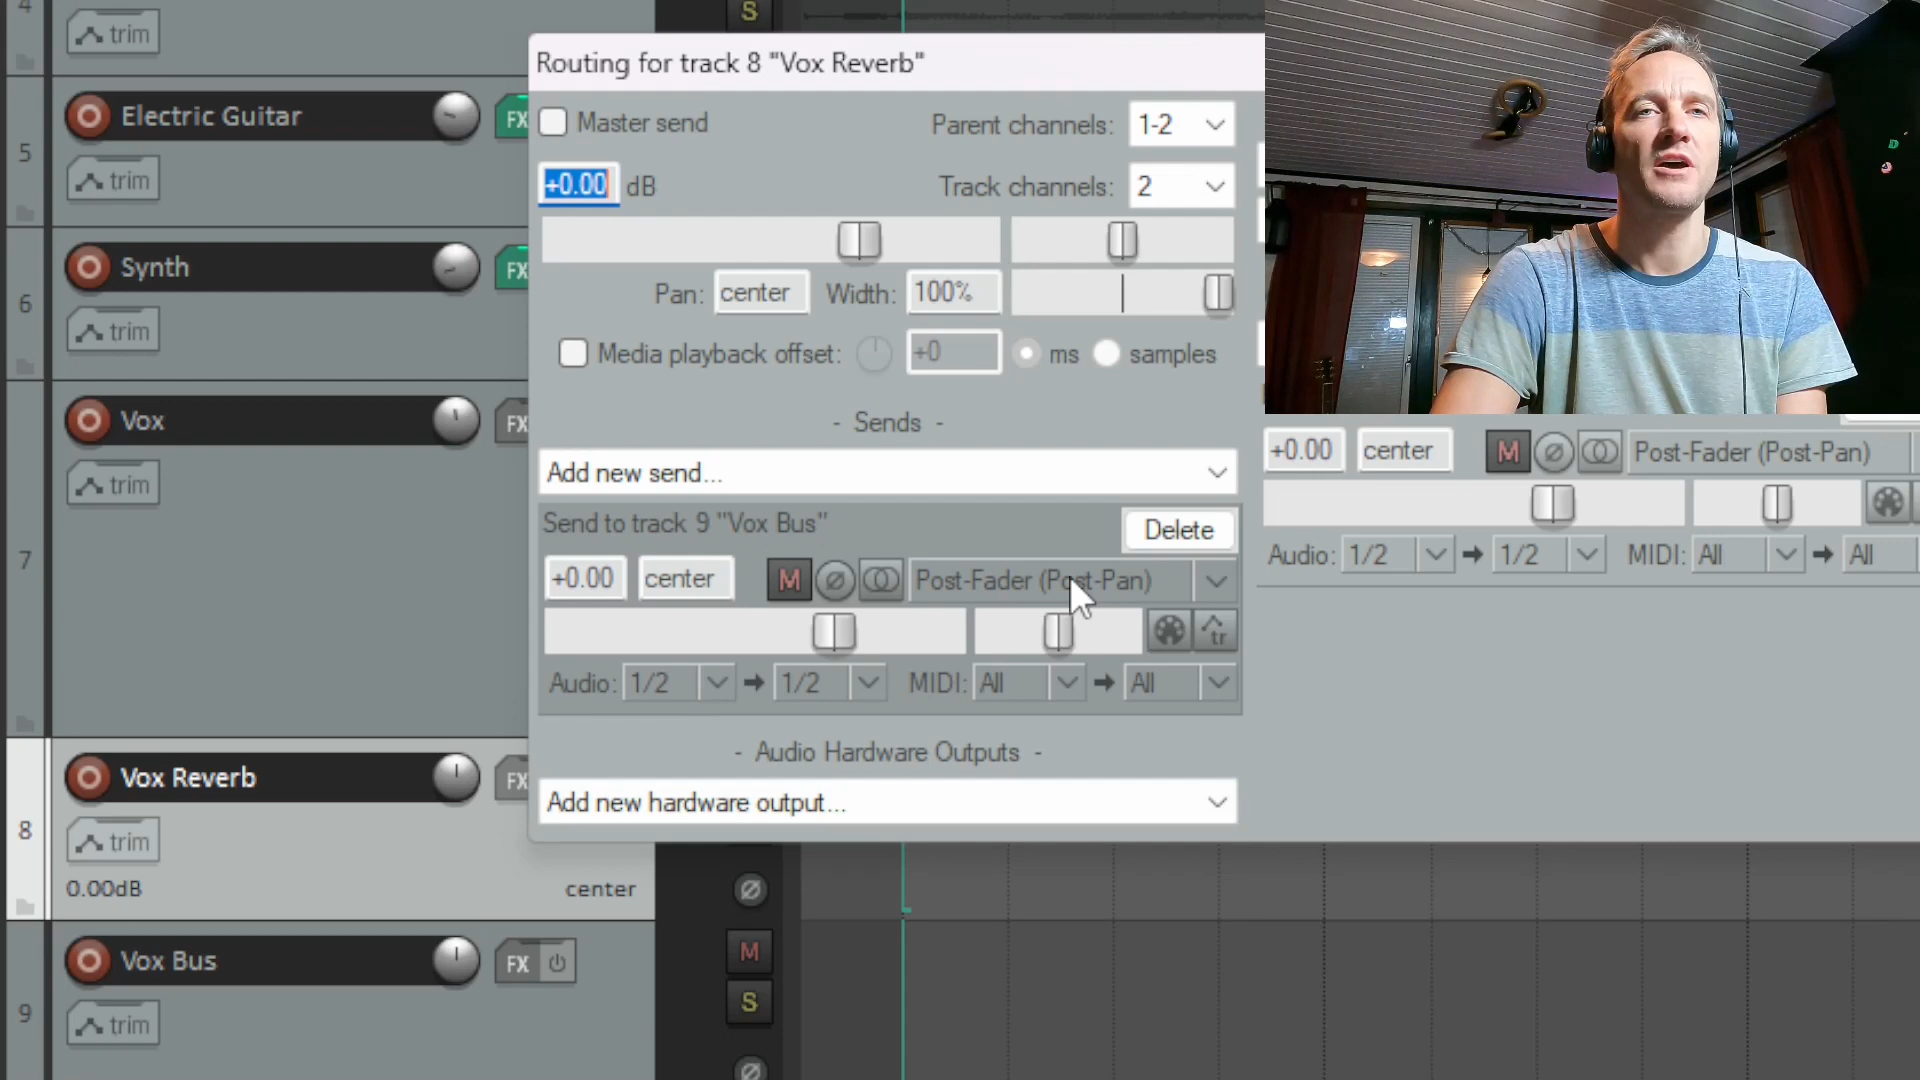 4
trim
S
Routing for track 8 "Vox Reverb"
Master send
Parent channels: 1-2
+0.00 dB
Track channels: 2
Pan: center Width: 100%
Media playback offset: +0 ms samples
- Sends -
Add new send...
Send to track 9 "Vox Bus"
Delete
+0.00 center M Post-Fader (Post-Pan)
tr
Audio: 1/2 1/2 MIDI: All All
- Audio Hardware Outputs -
Add new hardware output...
+0.00 center M Post-Fader (Post-Pan)
Audio: 1/2 1/2 MIDI: All All
5
Electric Guitar
FX
trim
6
Synth
FX
trim
7
Vox
FX
trim
8
Vox Reverb
FX
trim
0.00dB center
9
Vox Bus
FX
M
S
trim